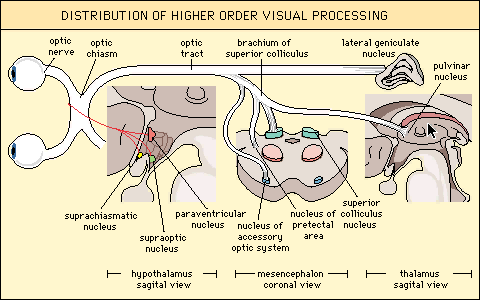 DISTRIBUTION OF HIGHER ORDER VISUAL PROCESSING
optic
nerve
optic
chiasm
optic
tract
brachium of
superior colliculus
lateral geniculate
nucleus
pulvinar
nucleus
suprachiasmatic
nucleus
supraoptic
nucleus
paraventricular
nucleus
nucleus of
accessory
optic system
nucleus of
pretectal
area
superior
colliculus
nucleus
hypothalamus
sagital view
mesencephalon
coronal view
thalamus
sagital view